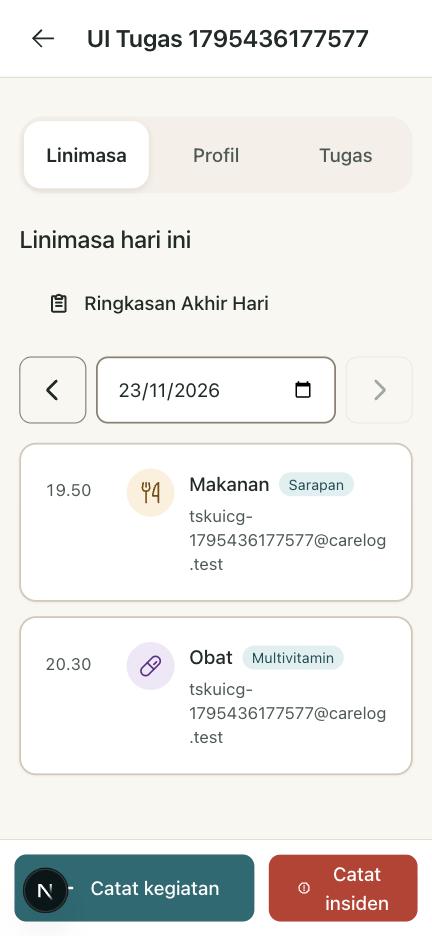 UI Tugas 1795436177577
Linimasa
Profil
Tugas
Linimasa hari ini
Ringkasan Akhir Hari
23/11/2026
19.50
Makanan
Sarapan
tskuicg-
1795436177577@carelog
.test
20.30
Obat
Multivitamin
tskuicg-
1795436177577@carelog
.test
N
Catat kegiatan
Catat
insiden